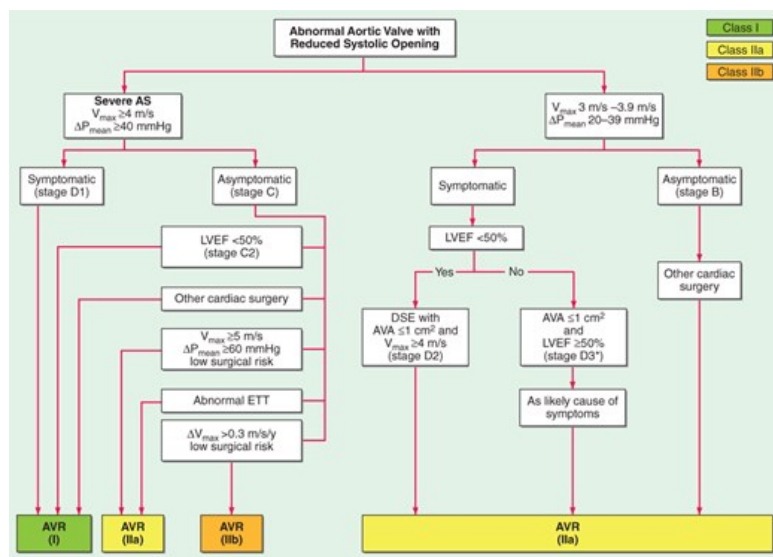 Abnormal Aortic Valve with
Reduced Systolic Opening
Class I
Class IIa
Class IIb
Severe AS
Vmax ≥4 m/s
ΔPmean ≥40 mmHg
Vmax 3 m/s –3.9 m/s
ΔPmean 20–39 mmHg
Symptomatic
(stage D1)
Asymptomatic
(stage C)
Symptomatic
Asymptomatic
(stage B)
LVEF <50%
(stage C2)
LVEF <50%
Yes
No
Other cardiac surgery
Other cardiac
surgery
Vmax ≥5 m/s
ΔPmean ≥60 mmHg
low surgical risk
DSE with
AVA ≤1 cm² and
Vmax ≥4 m/s
(stage D2)
AVA ≤1 cm²
and
LVEF ≥50%
(stage D3*)
Abnormal ETT
As likely cause of
symptoms
ΔVmax >0.3 m/s/y
low surgical risk
AVR
(I)
AVR
(IIa)
AVR
(IIb)
AVR
(IIa)